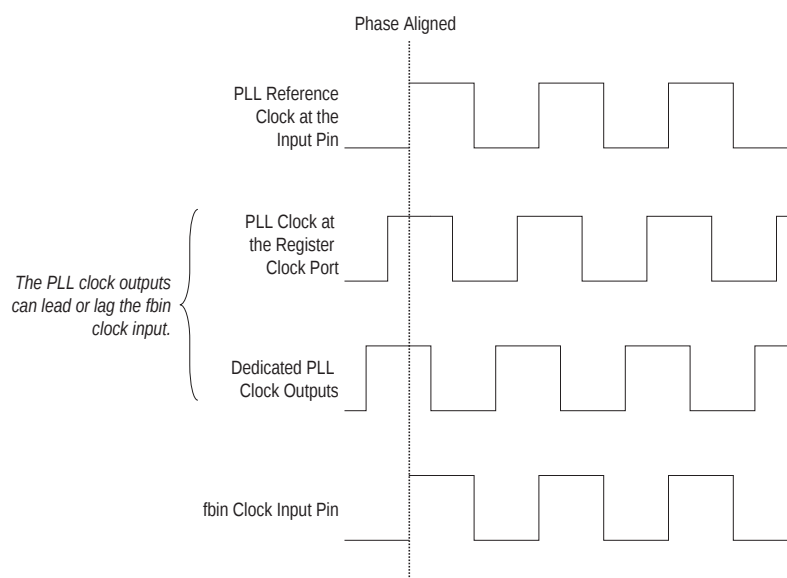 Phase Aligned
PLL Reference
Clock at the
Input Pin
PLL Clock at
the Register
Clock Port
The PLL clock outputs
can lead or lag the fbin
clock input.
Dedicated PLL
Clock Outputs
fbin Clock Input Pin